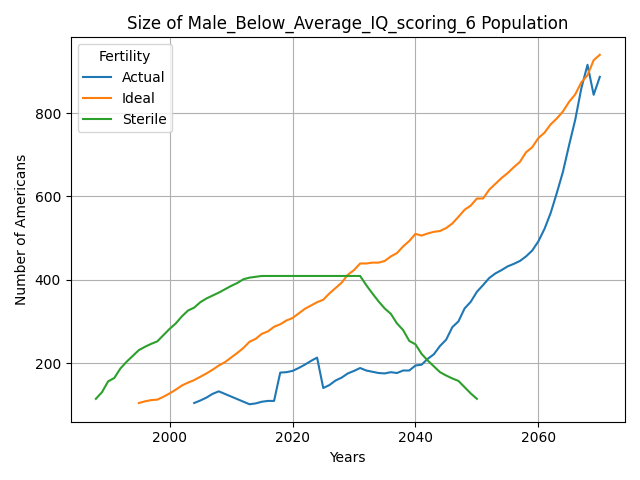 Size of Male_Below_Average_IQ_scoring_6 Population
Fertility
Actual
Ideal
Sterile
Number of Americans
800
600
400
200
2000
2020
2040
2060
Years